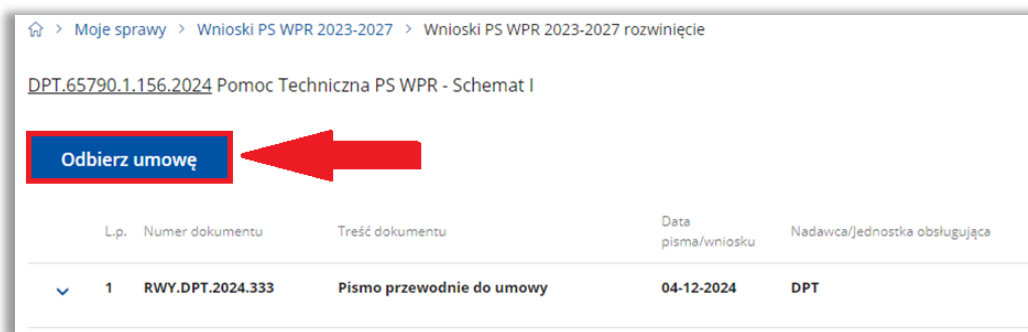 Moje sprawy > Wnioski PS WPR 2023-2027 > Wnioski PS WPR 2023-2027 rozwinięcie
DPT.65790.1.156.2024 Pomoc Techniczna PS WPR - Schemat I
Odbierz umowę
L.p. Numer dokumentu Treść dokumentu Data pisma/wniosku Nadawca/Jednostka obsługująca
1 RWY.DPT.2024.333 Pismo przewodnie do umowy 04-12-2024 DPT